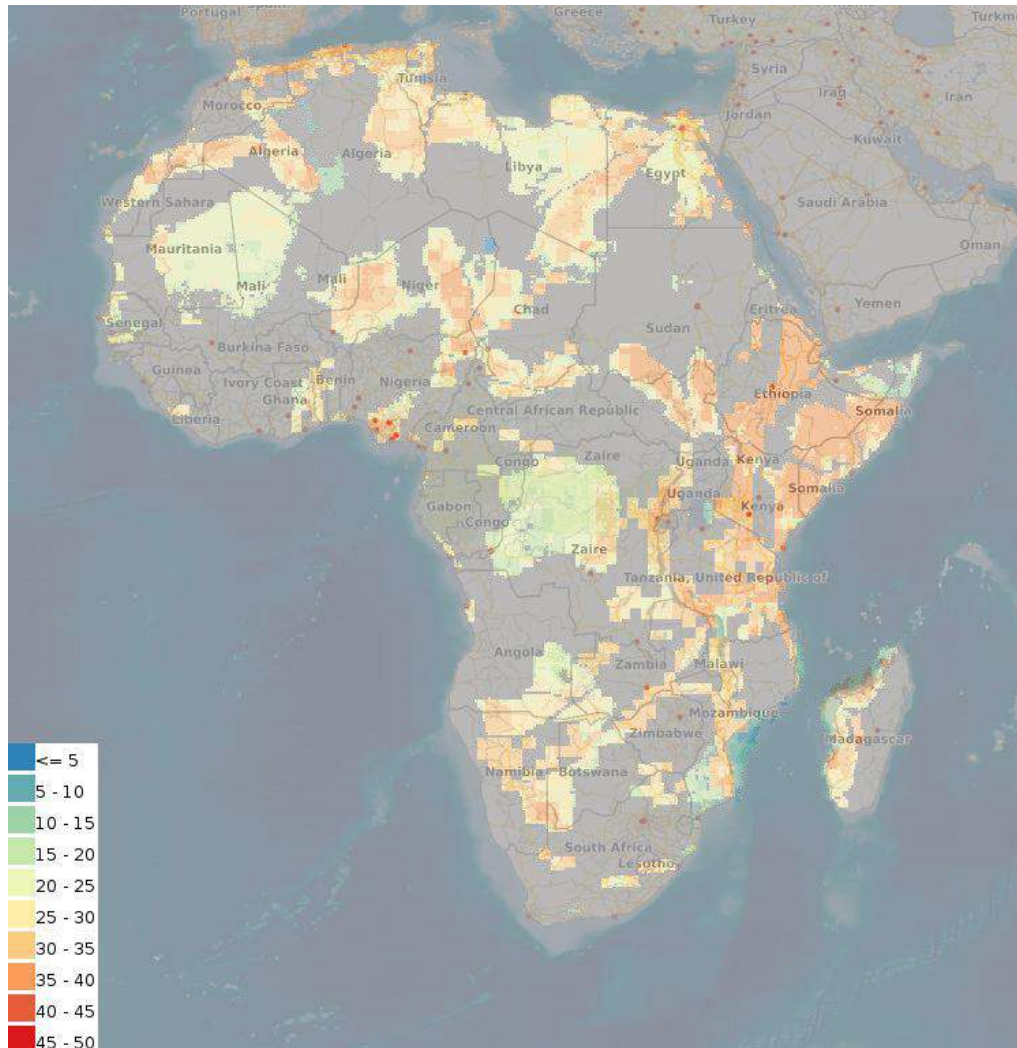 Portugal
Greece
Turkey
Turkm
Syria
Iraq
Iran
Jordan
Kuwait
Tunisia
Morocco
Algeria
Algeria
Libya
Egypt
Western Sahara
Saudi Arabia
Oman
Mauritania
Mali
Mali
Niger
Chad
Sudan
Eritrea
Yemen
Senegal
Burkina Faso
Guinea
Ivory Coast
Benin
Ghana
Nigeria
Liberia
Ethiopia
Somalia
Central African Republic
Cameroon
Congo
Zaire
Uganda
Kenya
Uganda
Somalia
Gabon
Kenya
Congo
Zaire
Tanzania, United Republic of
Angola
Zambia
Malawi
Mozambique
Zimbabwe
Madagascar
Namibia
Botswana
South Africa
Lesotho
<= 5
5 - 10
10 - 15
15 - 20
20 - 25
25 - 30
30 - 35
35 - 40
40 - 45
45 - 50